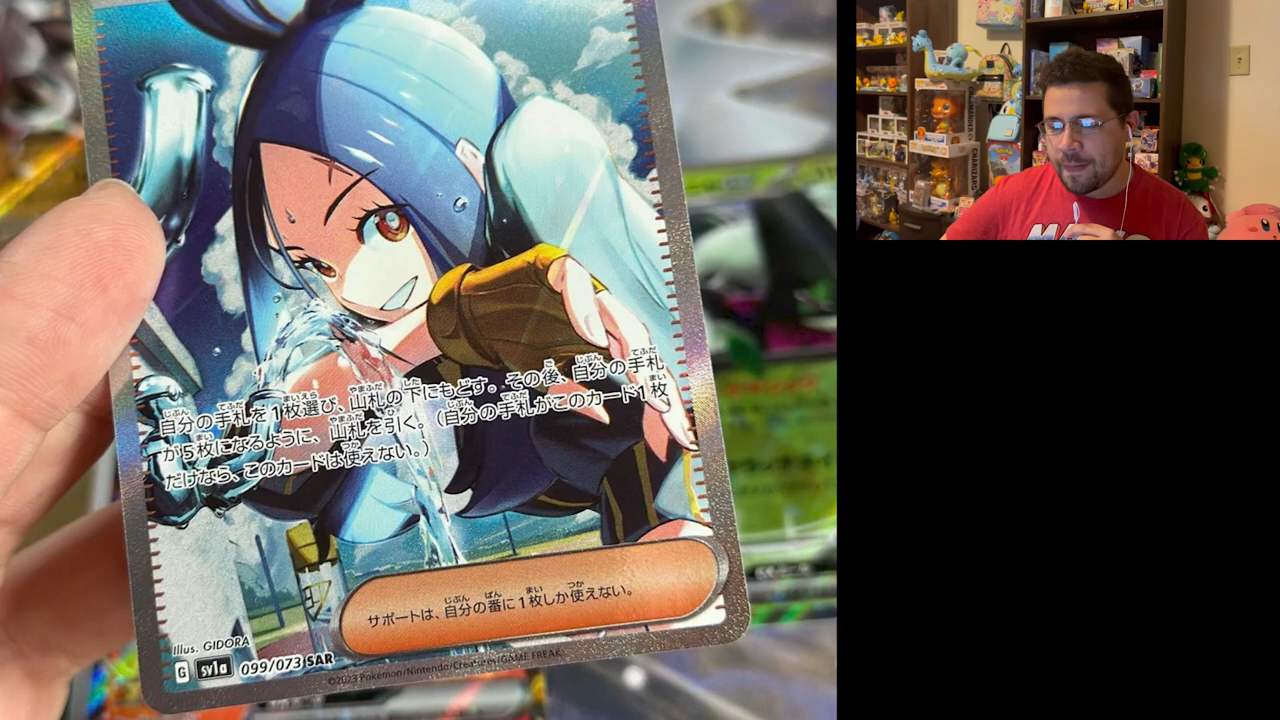 自分の手札を1枚選び、山札の下にもどす。その後、自分の手札
が5枚になるように、山札を引く。(自分の手札がこのカード1枚
だけなら、このカードは使えない。)
サポートは、自分の番に1枚しか使えない。
Illus. GIDORA
G sv1a 099/073 SAR
©2023 Pokémon/Nintendo/Creatures/GAME FREAK.
CHARIZARD